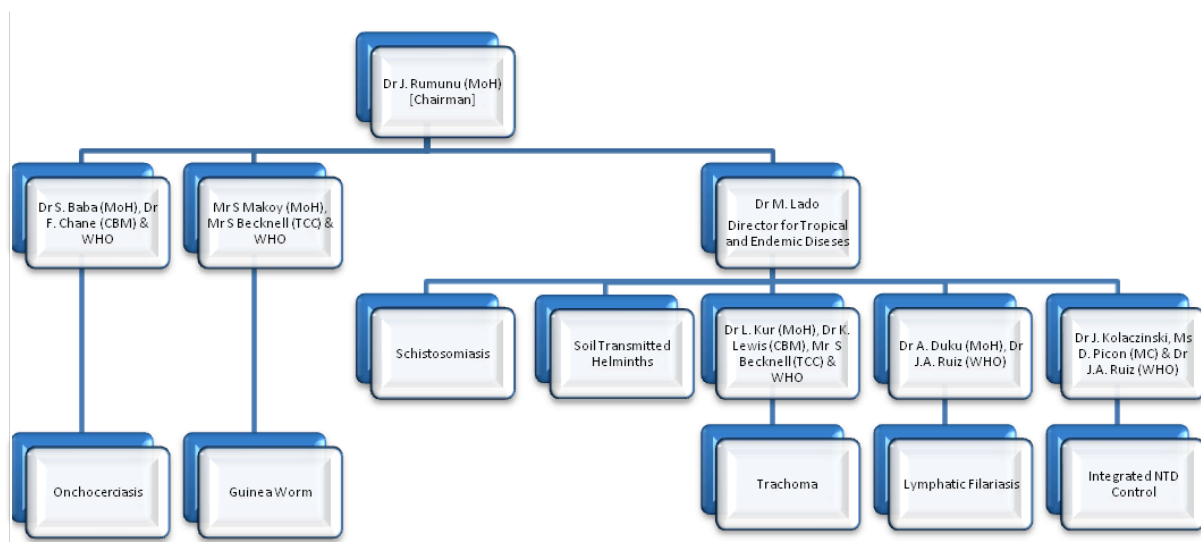 Dr J. Rumunu (MoH)
[Chairman]
Dr S. Baba (MoH), Dr
F. Chane (CBM) &
WHO
Mr S Makoy (MoH),
Mr S Becknell (TCC) &
WHO
Dr M. Lado
Director for Tropical
and Endemic Diseses
Schistosomiasis
Soil Transmitted
Helminths
Dr L. Kur (MoH), Dr K.
Lewis (CBM), Mr S
Becknell (TCC) &
WHO
Dr A. Duku (MoH), Dr
J.A. Ruiz (WHO)
Dr J. Kolaczinski, Ms
D. Picon (MC) & Dr
J.A. Ruiz (WHO)
Onchocerciasis
Guinea Worm
Trachoma
Lymphatic Filariasis
Integrated NTD
Control